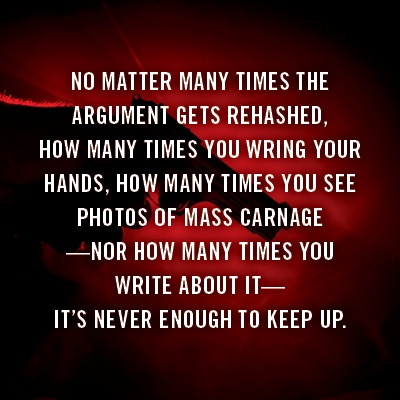 NO MATTER MANY TIMES THE
ARGUMENT GETS REHASHED,
HOW MANY TIMES YOU WRING YOUR
HANDS, HOW MANY TIMES YOU SEE
PHOTOS OF MASS CARNAGE
—NOR HOW MANY TIMES YOU
WRITE ABOUT IT—
IT'S NEVER ENOUGH TO KEEP UP.